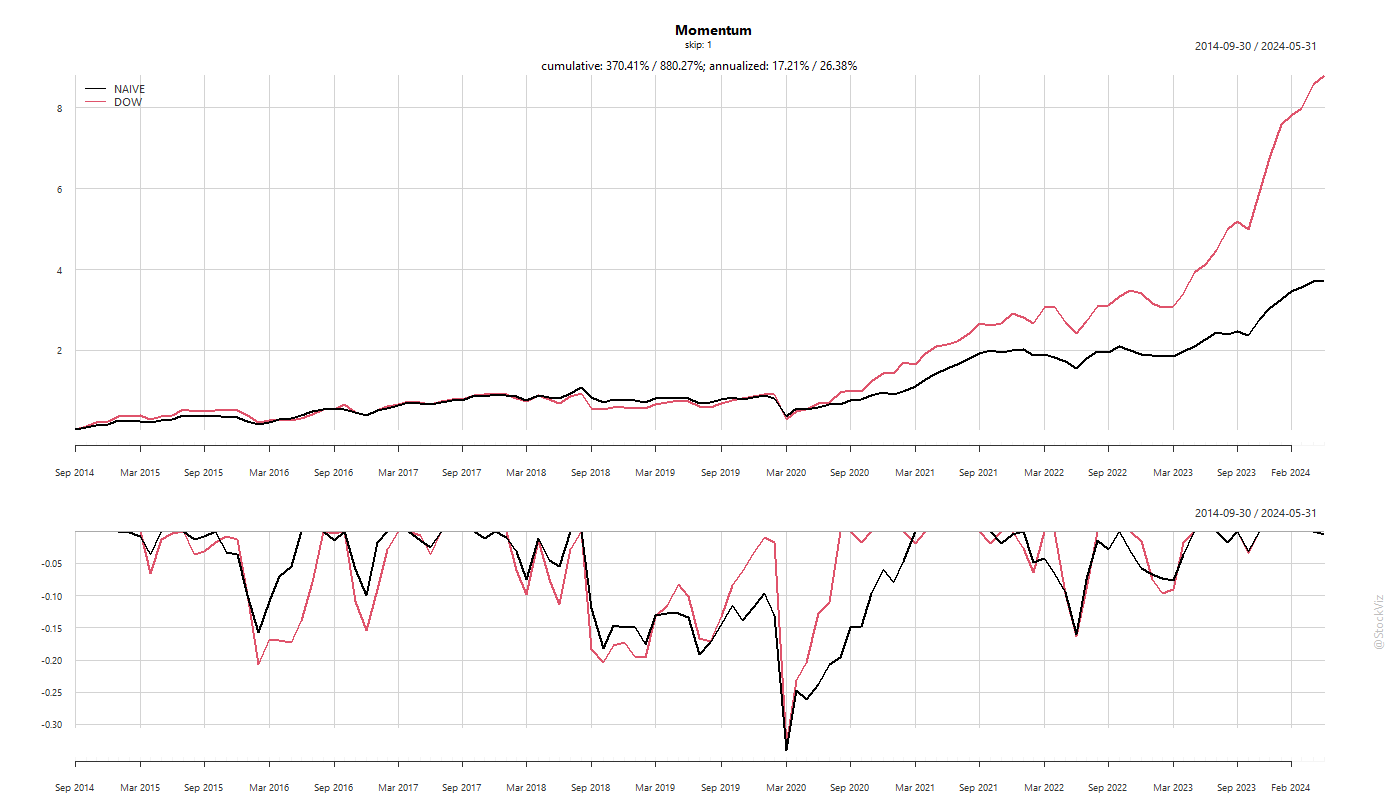 Momentum
skip: 1
2014-09-30 / 2024-05-31
cumulative: 370.41% / 880.27%; annualized: 17.21% / 26.38%
NAIVE
DOW
8
6
4
2
Sep 2014 Mar 2015 Sep 2015 Mar 2016 Sep 2016 Mar 2017 Sep 2017 Mar 2018 Sep 2018 Mar 2019 Sep 2019 Mar 2020 Sep 2020 Mar 2021 Sep 2021 Mar 2022 Sep 2022 Mar 2023 Sep 2023 Feb 2024
2014-09-30 / 2024-05-31
-0.05
-0.10
-0.15
-0.20
-0.25
-0.30
Sep 2014 Mar 2015 Sep 2015 Mar 2016 Sep 2016 Mar 2017 Sep 2017 Mar 2018 Sep 2018 Mar 2019 Sep 2019 Mar 2020 Sep 2020 Mar 2021 Sep 2021 Mar 2022 Sep 2022 Mar 2023 Sep 2023 Feb 2024
@StockViz